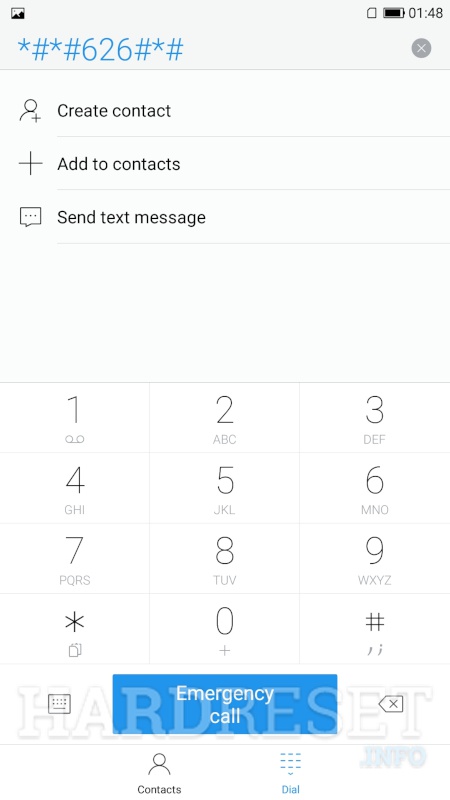 01:48
*#*#626#*#
Create contact
Add to contacts
Send text message
1 2 3
ABC DEF
4 5 6
GHI JKL MNO
7 8 9
PQRS TUV WXYZ
* 0 #
+ ,;
Emergency
call
HARDRESET
.INFO
Contacts Dial